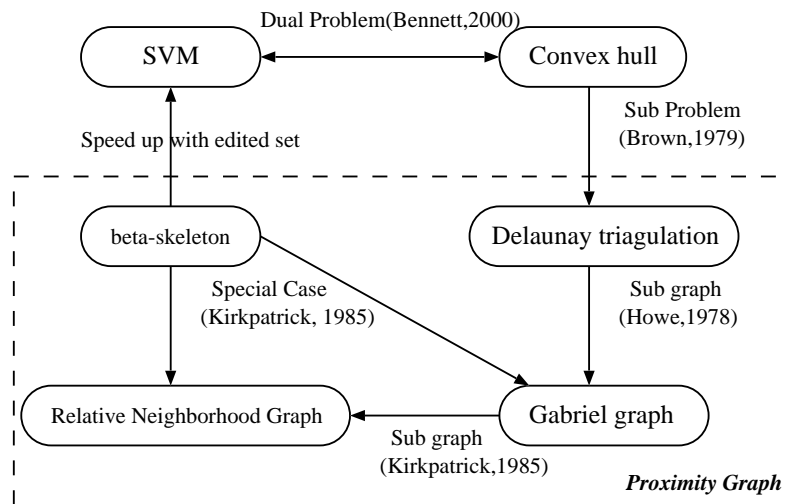 Dual Problem(Bennett,2000)
SVM
Convex hull
Sub Problem
(Brown,1979)
Speed up with edited set
beta-skeleton
Delaunay triagulation
Special Case
(Kirkpatrick, 1985)
Sub graph
(Howe,1978)
Relative Neighborhood Graph
Gabriel graph
Sub graph
(Kirkpatrick,1985)
Proximity Graph